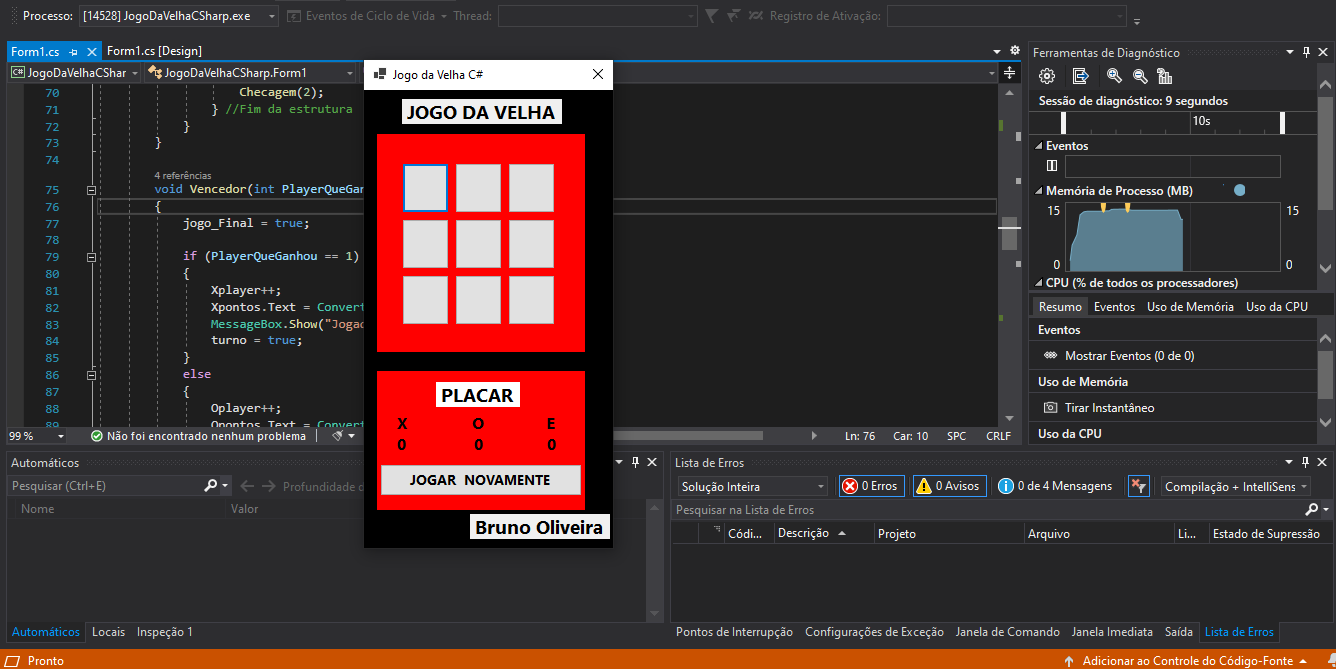 Processo: [14528] JogoDaVelhaCSharp.exe Eventos de Ciclo de Vida Thread: Registro de Ativação:
Form1.cs Form1.cs [Design]
JogoDaVelhaCShar JogoDaVelhaCSharp.Form1
70 Checagem(2);
71 } //Fim da estrutura
72 }
73 }
74
4 referências
75 void Vencedor(int PlayerQueGan
76 {
77 jogo_Final = true;
78
79 if (PlayerQueGanhou == 1)
80 {
81 Xplayer++;
82 Xpontos.Text = Convert
83 MessageBox.Show("Jogad
84 turno = true;
85 }
86 else
87 {
88 Oplayer++;
89 Opontos.Text = Convert
99 % Não foi encontrado nenhum problema Ln: 76 Car: 10 SPC CRLF
Jogo da Velha C#
JOGO DA VELHA
PLACAR
X O E
0 0 0
JOGAR NOVAMENTE
Bruno Oliveira
Ferramentas de Diagnóstico
Sessão de diagnóstico: 9 segundos
10s
Eventos
Memória de Processo (MB)
15 15
0 0
CPU (% de todos os processadores)
Resumo Eventos Uso de Memória Uso da CPU
Eventos
Mostrar Eventos (0 de 0)
Uso de Memória
Tirar Instantâneo
Uso da CPU
Automáticos
Pesquisar (Ctrl+E) Profundidade
Nome Valor
Automáticos Locais Inspeção 1
Lista de Erros
Solução Inteira 0 Erros 0 Avisos 0 de 4 Mensagens Compilação + IntelliSens
Pesquisar na Lista de Erros
Códi... Descrição Projeto Arquivo Li... Estado de Supressão
Pontos de Interrupção Configurações de Exceção Janela de Comando Janela Imediata Saída Lista de Erros
Pronto Adicionar ao Controle do Código-Fonte